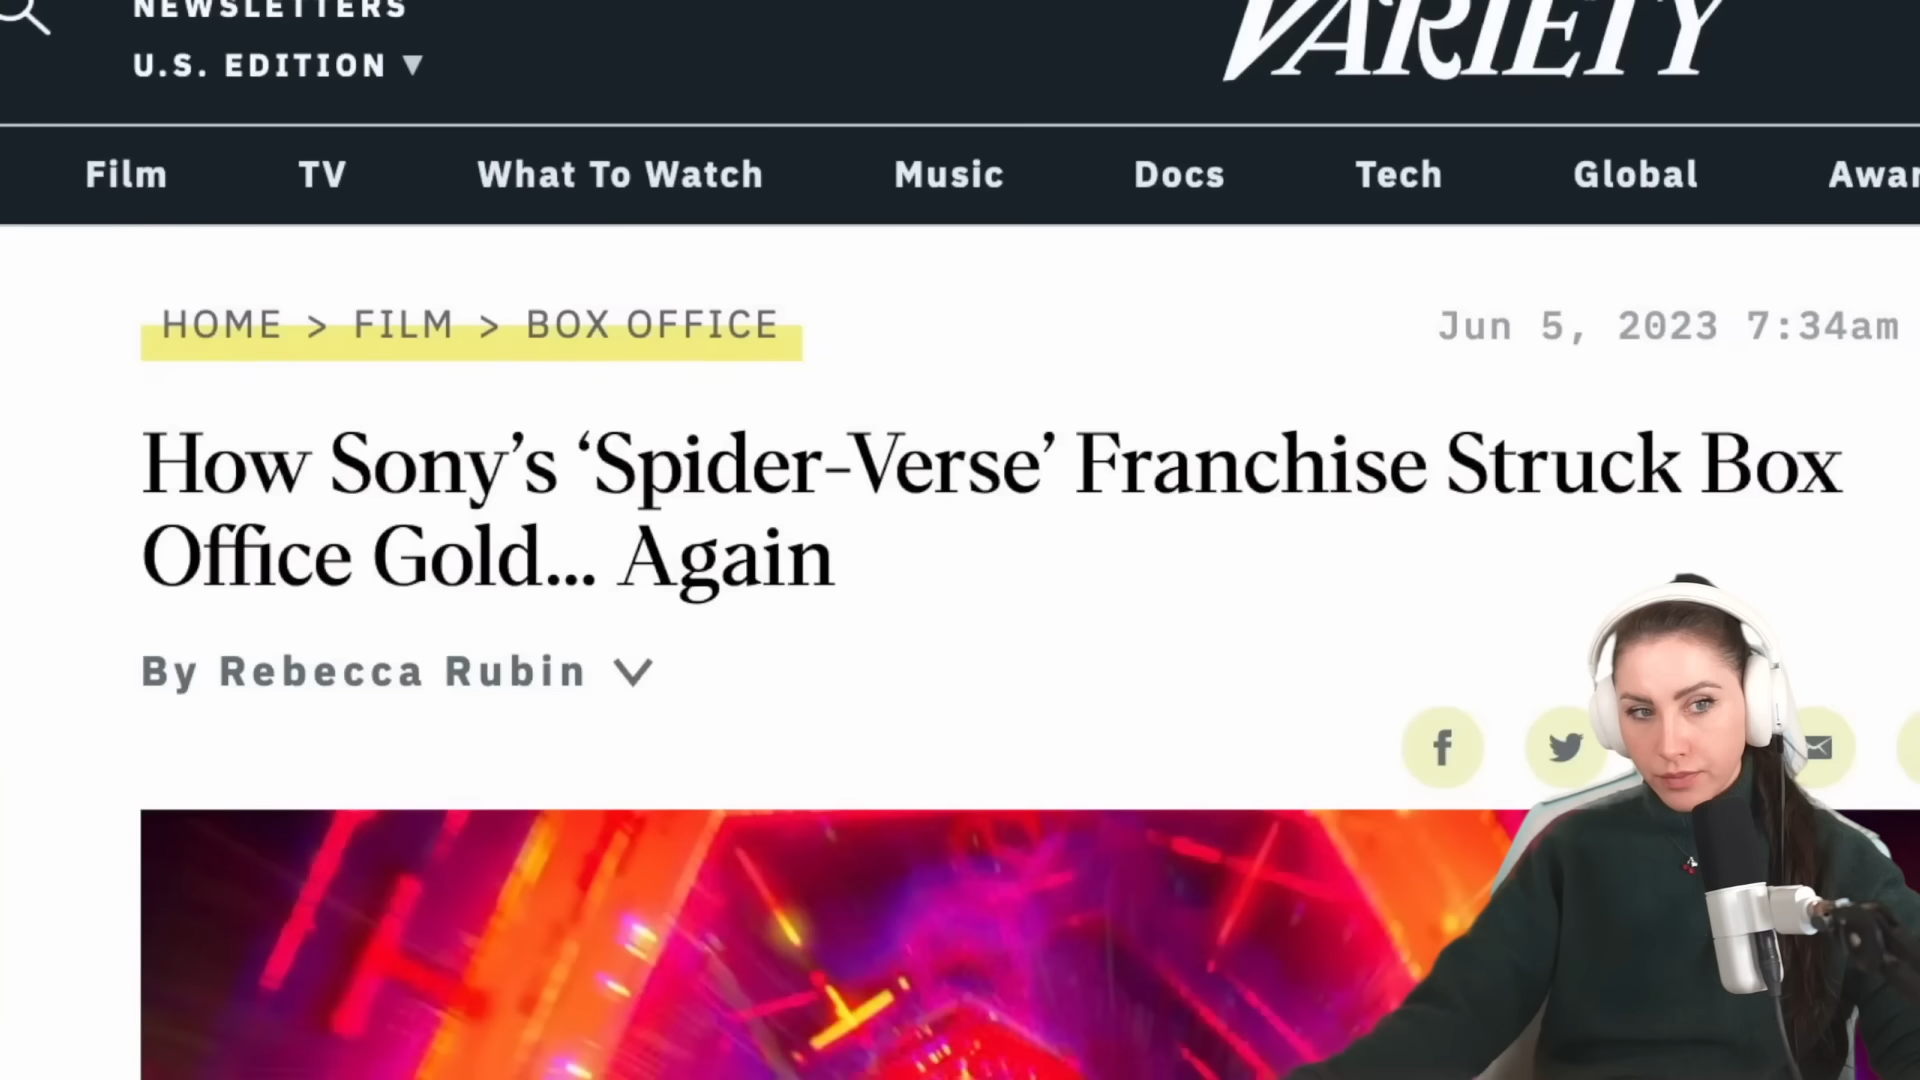 NEWSLETTERS
U.S. EDITION
VARIETY
Film TV What To Watch Music Docs Tech Global
HOME > FILM > BOX OFFICE
Jun 5, 2023 7:34am
How Sony’s ‘Spider-Verse’ Franchise Struck Box
Office Gold... Again
By Rebecca Rubin